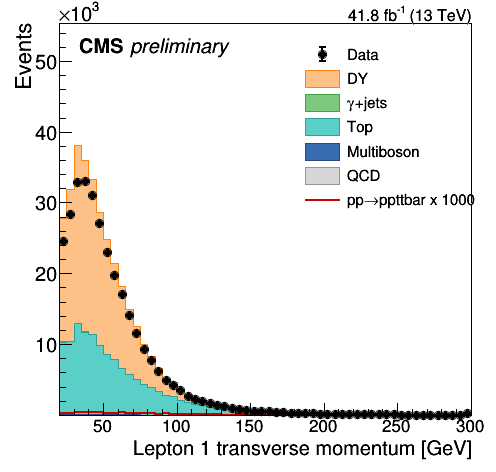 ×10³
41.8 fb⁻¹ (13 TeV)
CMS preliminary
Events
Data
DY
γ+jets
Top
Multiboson
QCD
pp→ppttbar x 1000
50
40
30
20
10
50 100 150 200 250 300
Lepton 1 transverse momentum [GeV]